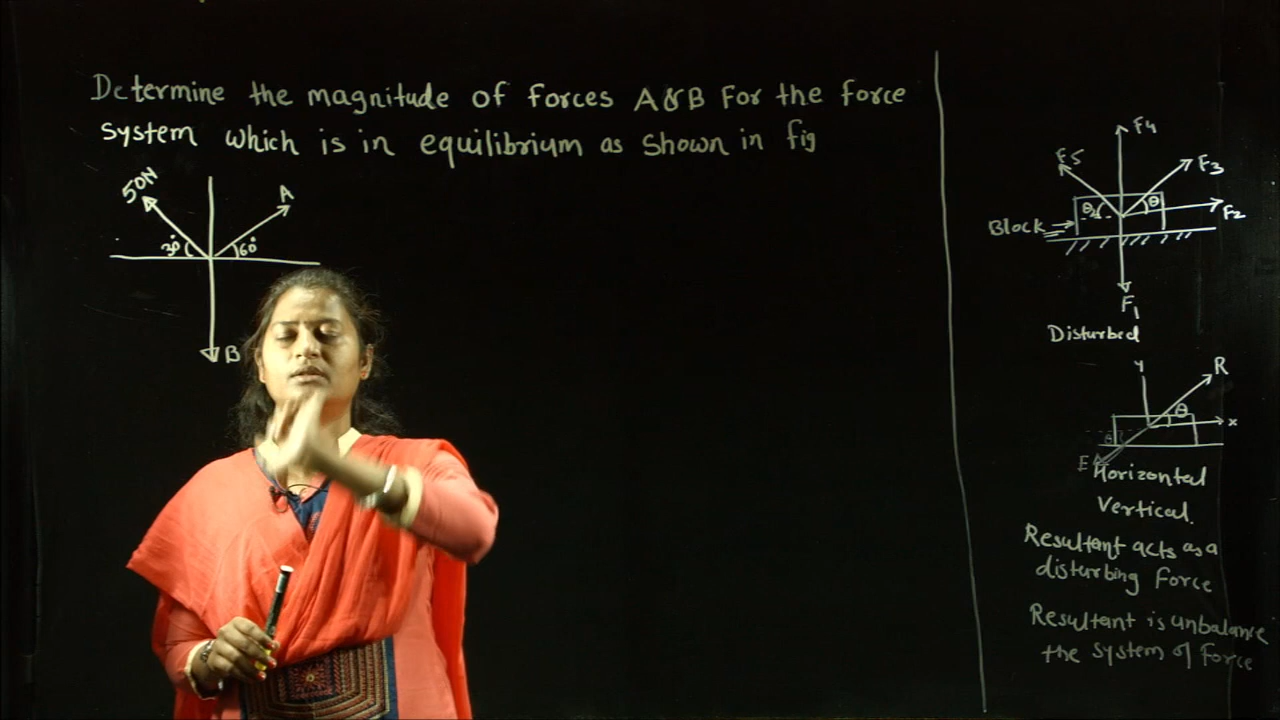 Determine the magnitude of forces A & B For the force
system which is in equilibrium as shown in fig
50N
A
30°
60°
B
F4
F5
F3
θ2
θ
F2
Block
F1
Disturbed
y
R
θ
x
θ
E
Horizontal
Vertical.
Resultant acts as a
disturbing Force
Resultant is unbalance
the system of Force